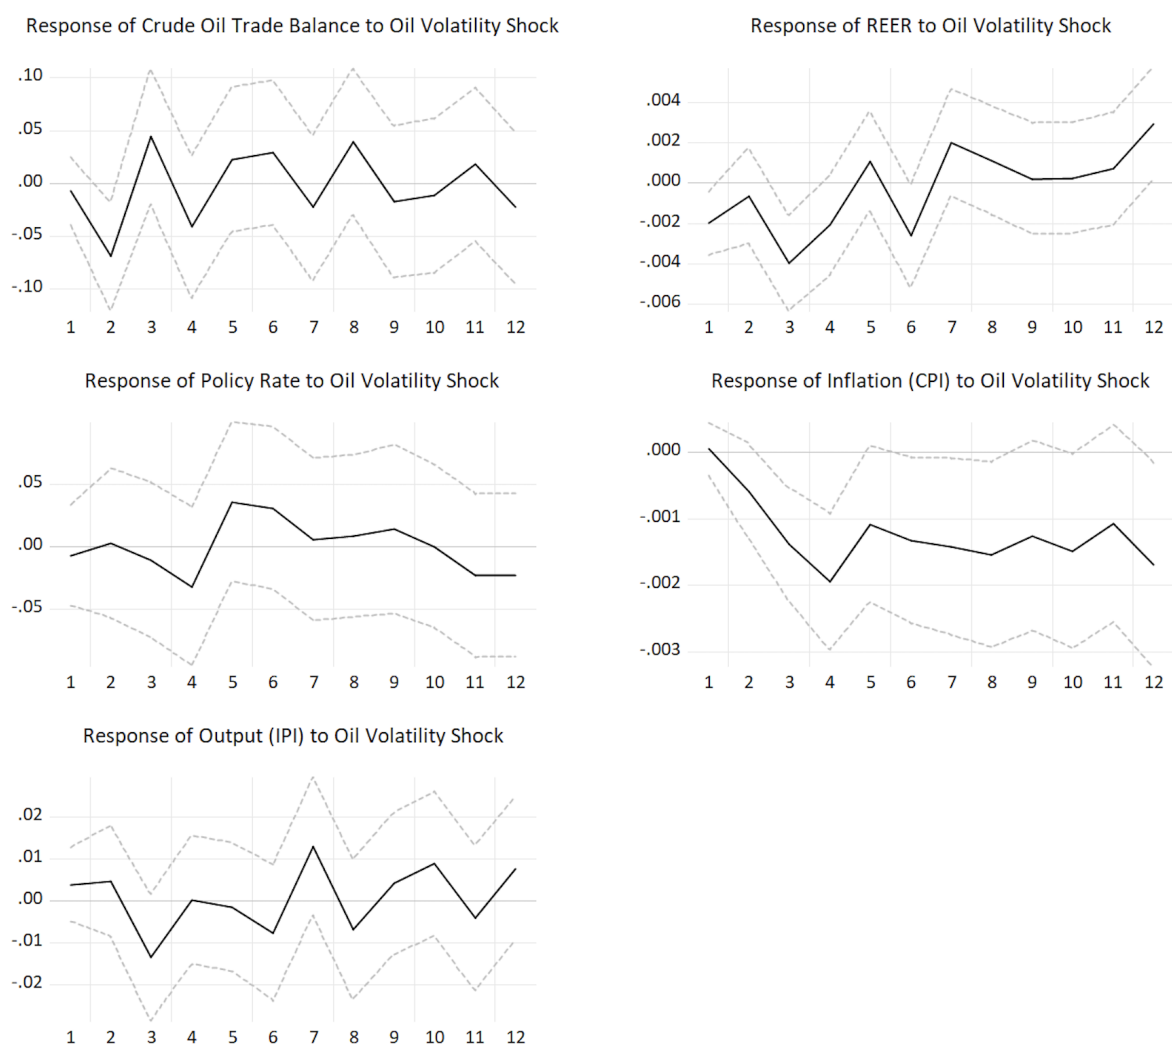 Response of Crude Oil Trade Balance to Oil Volatility Shock
.10
.05
.00
-.05
-.10
1 2 3 4 5 6 7 8 9 10 11 12
Response of REER to Oil Volatility Shock
.004
.002
.000
-.002
-.004
-.006
1 2 3 4 5 6 7 8 9 10 11 12
Response of Policy Rate to Oil Volatility Shock
.05
.00
-.05
1 2 3 4 5 6 7 8 9 10 11 12
Response of Inflation (CPI) to Oil Volatility Shock
.000
-.001
-.002
-.003
1 2 3 4 5 6 7 8 9 10 11 12
Response of Output (IPI) to Oil Volatility Shock
.02
.01
.00
-.01
-.02
1 2 3 4 5 6 7 8 9 10 11 12